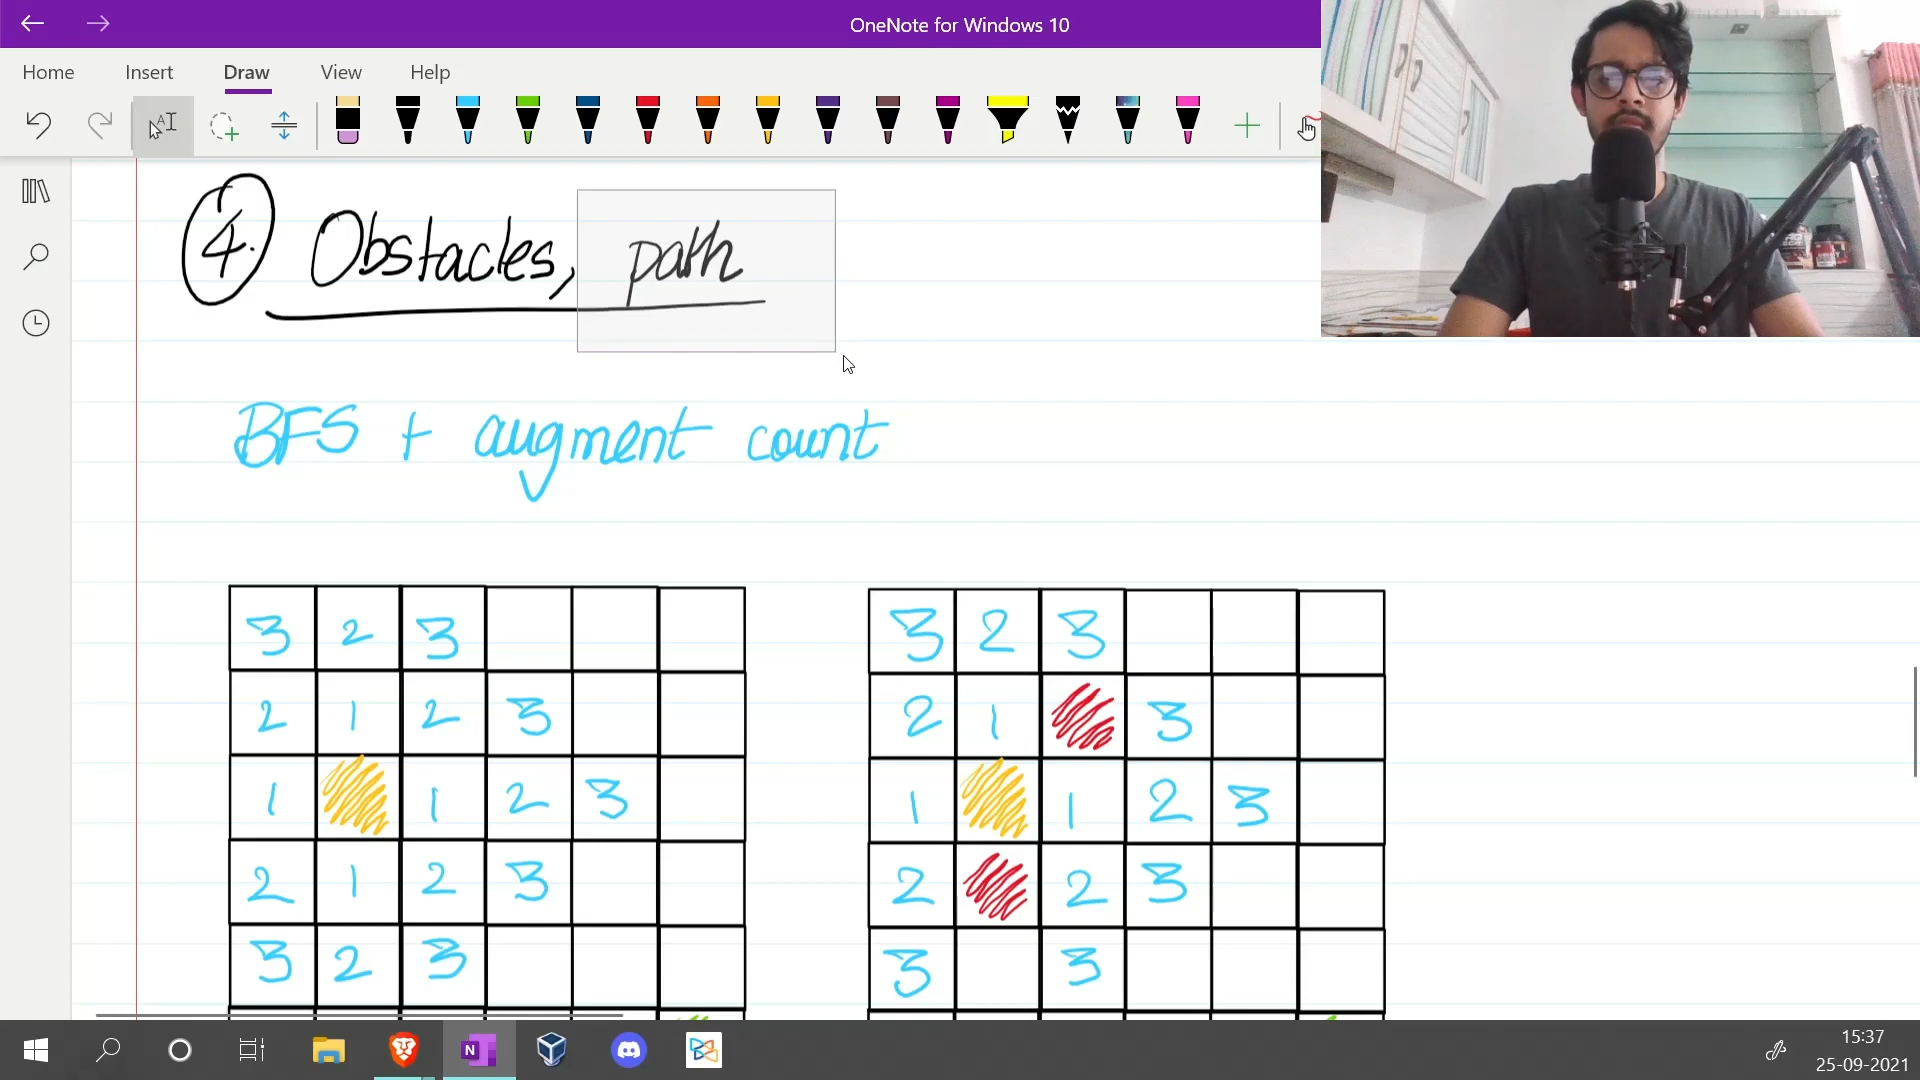 OneNote for Windows 10
Home Insert Draw View Help
4. Obstacles, path
BFS + augment count
3 2 3
2 1 2 3
1 1 2 3
2 1 2 3
3 2 3
3 2 3
2 1 3
1 1 2 3
2 2 3
3 3
15:37
25-09-2021